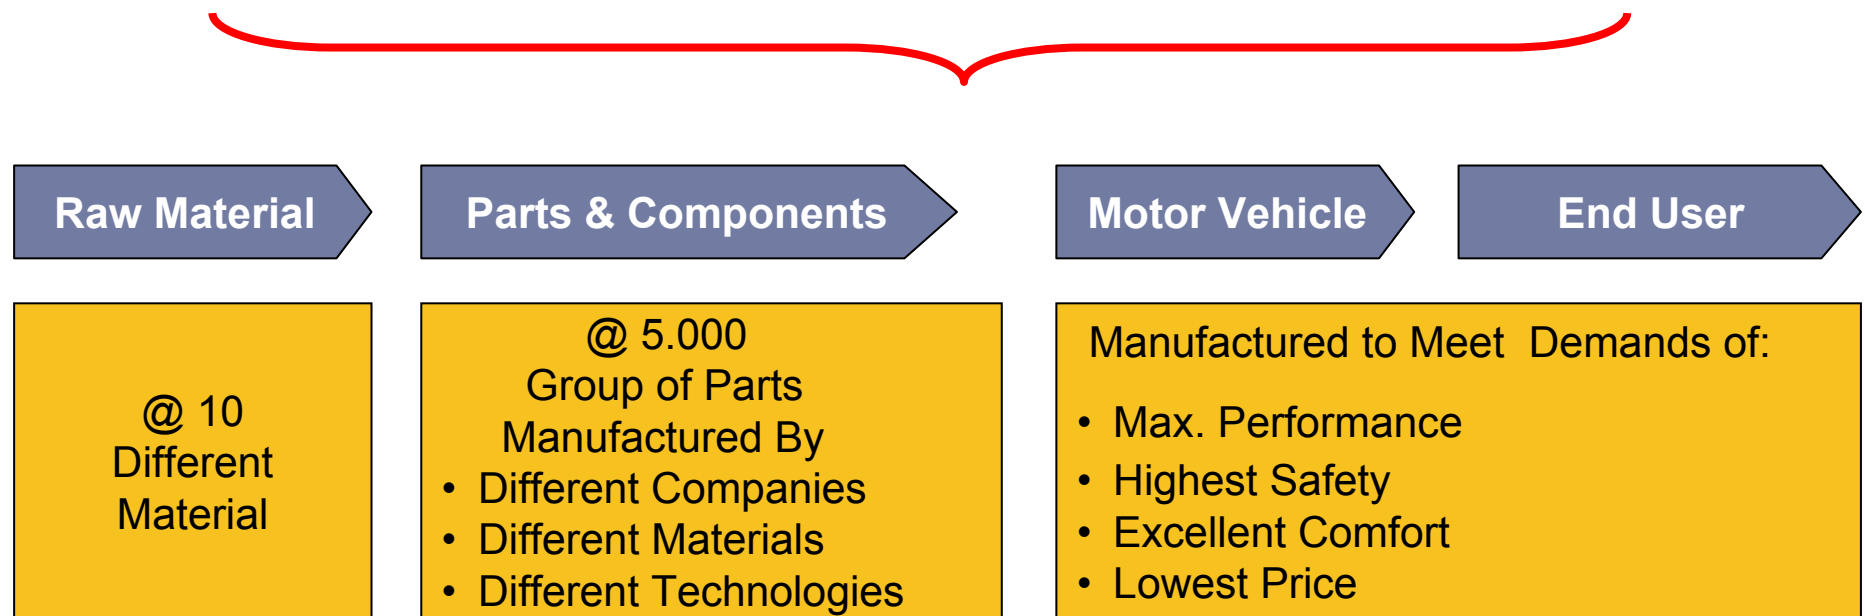 Raw Material
Parts & Components
Motor Vehicle
End User
@ 10
Different
Material
@ 5.000
Group of Parts
Manufactured By
• Different Companies
• Different Materials
• Different Technologies
Manufactured to Meet Demands of:
• Max. Performance
• Highest Safety
• Excellent Comfort
• Lowest Price